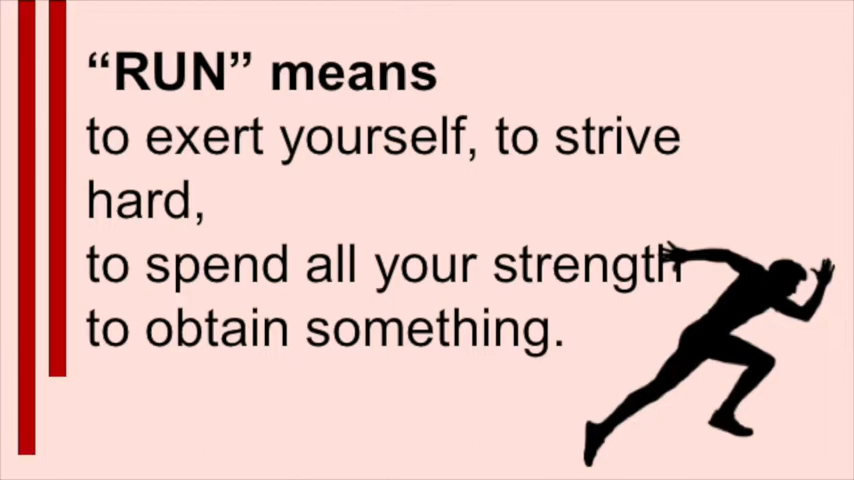 “RUN” means
to exert yourself, to strive
hard,
to spend all your strength
to obtain something.